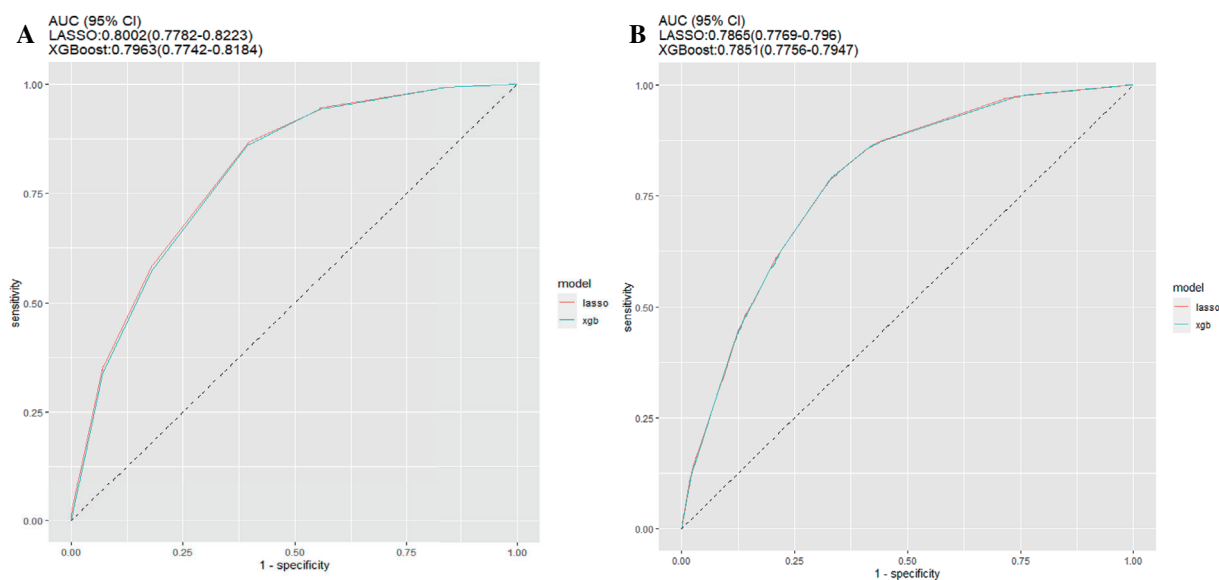 A
AUC (95% CI)
LASSO:0.8002(0.7782-0.8223)
XGBoost:0.7963(0.7742-0.8184)
1.00
0.75
0.50
0.25
0.00
sensitivity
0.00 0.25 0.50 0.75 1.00
1 - specificity
model
lasso
xgb
B
AUC (95% CI)
LASSO:0.7865(0.7769-0.796)
XGBoost:0.7851(0.7756-0.7947)
1.00
0.75
0.50
0.25
0.00
sensitivity
0.00 0.25 0.50 0.75 1.00
1 - specificity
model
lasso
xgb